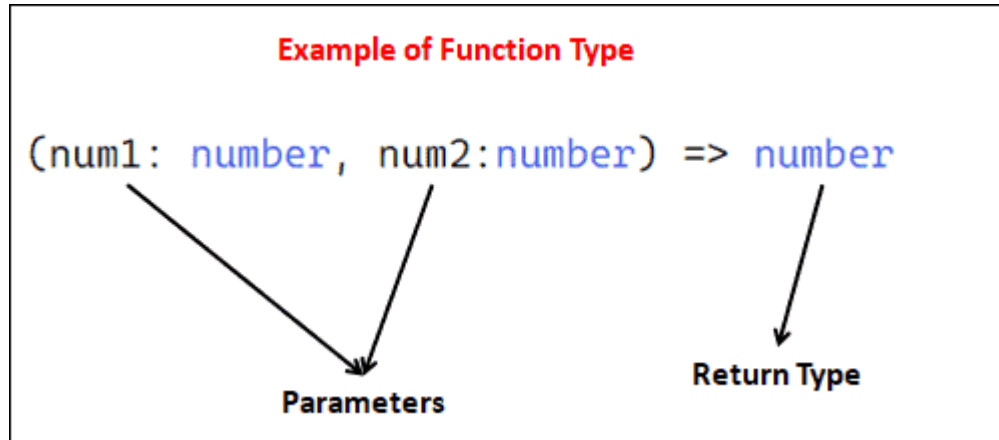 Example of Function Type
(num1: number, num2:number) => number
Parameters
Return Type